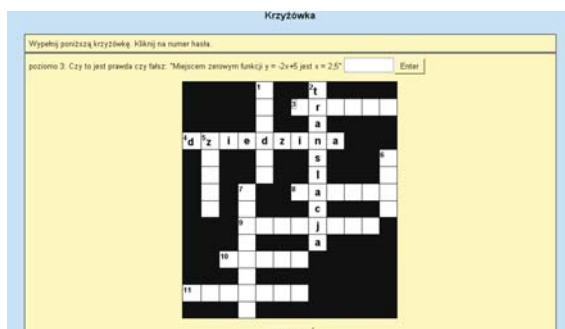 Krzyżówka
Wypełnij poniższą krzyżówkę. Kliknij na numer hasła.
poziomo 3: Czy to jest prawda czy fałsz: "Miejscem zerowym funkcji y = -2x+5 jest x = 2,5" Enter
1 2 t
3 r
a
4 d 5 z i e d z i n a
s 6
l
7 8 a
c
9 j
a
10
11